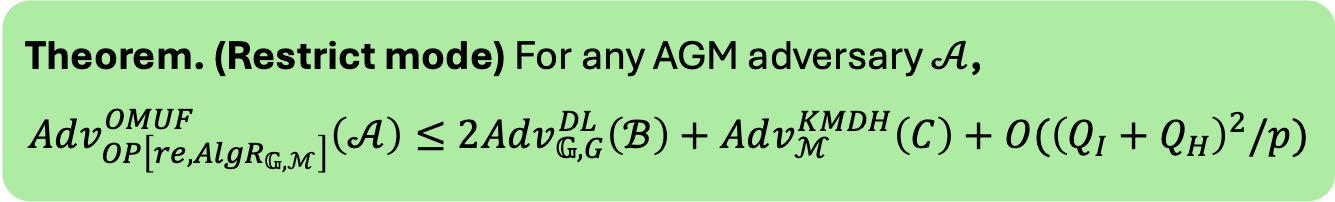 Theorem. (Restrict mode) For any AGM adversary 𝒜,
Adv^{OMUF}_{OP[re,AlgR_{𝔾,ℳ}]}(𝒜) ≤ 2Adv^{DL}_{𝔾,G}(ℬ) + Adv^{KMDH}_{ℳ}(C) + O((Q_I + Q_H)^2/p)